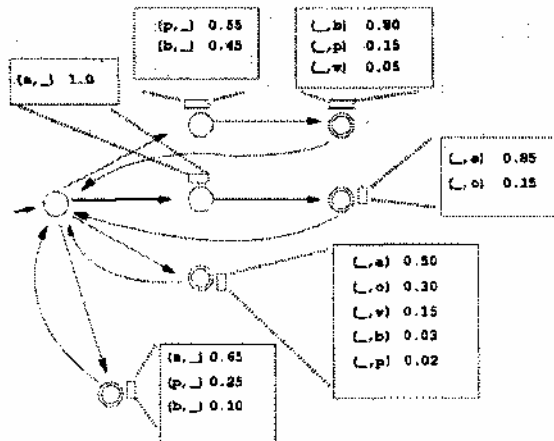 (p,_) 0.55
(b,_) 0.45
(_,b) 0.80
(_,p) 0.15
(_,v) 0.05
(a,_) 1.0
(_,a) 0.85
(_,o) 0.15
(_,a) 0.50
(_,o) 0.30
(_,v) 0.15
(_,b) 0.03
(_,p) 0.02
(a,_) 0.65
(p,_) 0.25
(b,_) 0.10